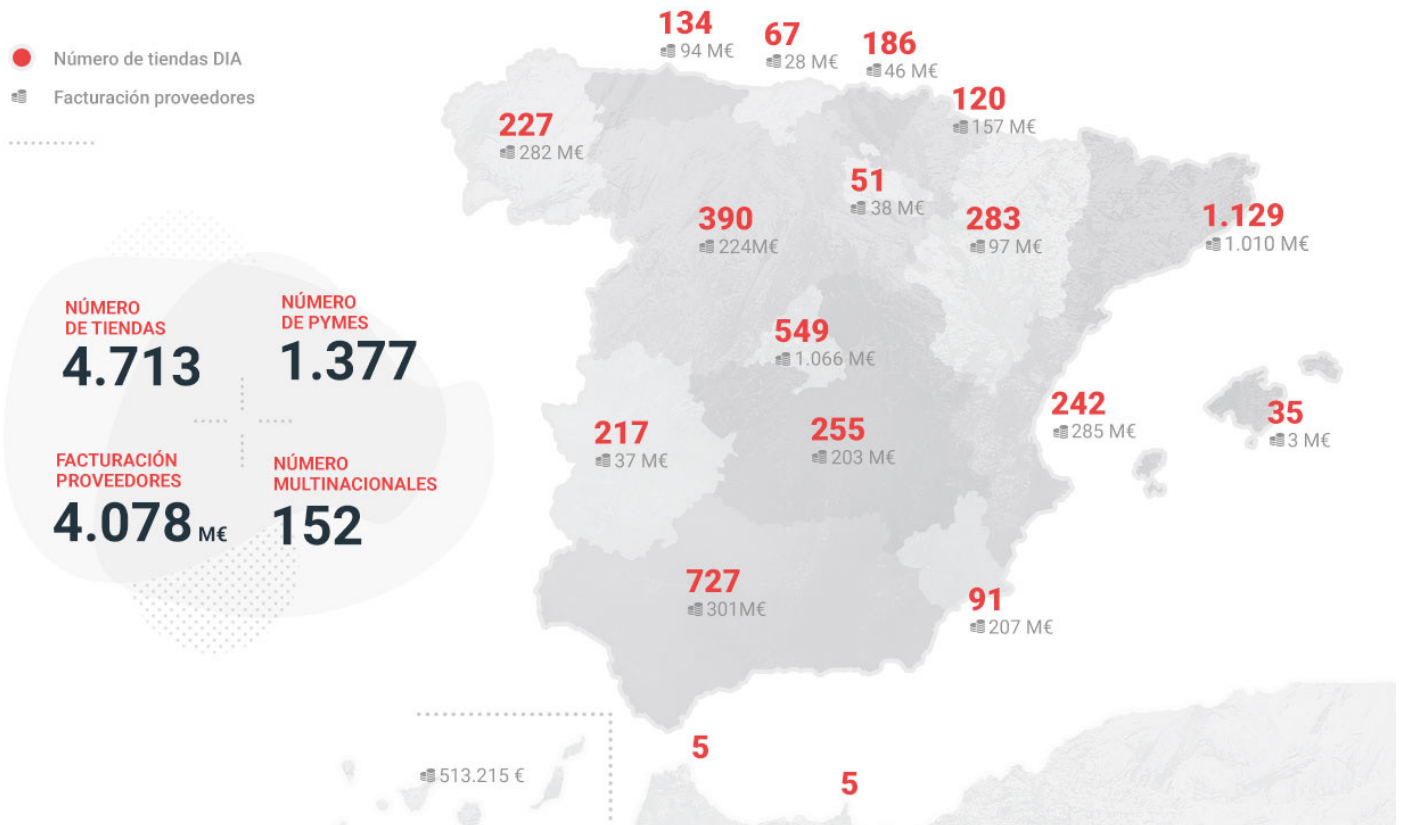 Número de tiendas DIA
Facturación proveedores
134
94 M€
67
28 M€
186
46 M€
120
157 M€
227
282 M€
51
38 M€
390
224M€
283
97 M€
1.129
1.010 M€
NÚMERO
DE TIENDAS
4.713
NÚMERO
DE PYMES
1.377
549
1.066 M€
242
285 M€
35
3 M€
217
37 M€
255
203 M€
FACTURACIÓN
PROVEEDORES
4.078 M€
NÚMERO
MULTINACIONALES
152
727
301M€
91
207 M€
5
513.215 €
5